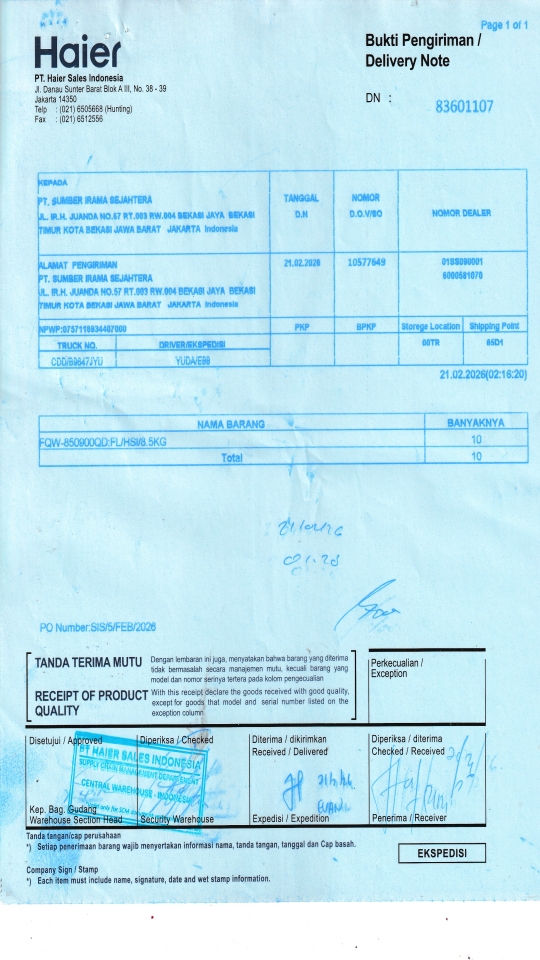 Page 1 of 1
Haier
Bukti Pengiriman /
Delivery Note
PT. Haier Sales Indonesia
Jl. Danau Sunter Barat Blok A III, No. 38 - 39
Jakarta 14350
Telp : (021) 6505668 (Hunting)
Fax : (021) 6512556
DN : 83601107
KEPADA
PT. SUMBER IRAMA SEJAHTERA
JL. IR.H. JUANDA NO.57 RT.003 RW.004 BEKASI JAYA BEKASI
TIMUR KOTA BEKASI JAWA BARAT JAKARTA Indonesia
TANGGAL
D.N
NOMOR
D.O./SO
NOMOR DEALER
ALAMAT PENGIRIMAN
PT. SUMBER IRAMA SEJAHTERA
JL. IR.H. JUANDA NO.57 RT.003 RW.004 BEKASI JAYA BEKASI
TIMUR KOTA BEKASI JAWA BARAT JAKARTA Indonesia
21.02.2026
10577649
6000581070
PKP
BPKP
Storege Location
Shipping Point
TRUCK NO.
DRIVER/EKSPEDISI
00TR
65D1
YUDA/EBB
21.02.2026(02:16:20)
NAMA BARANG
BANYAKNYA
FQW-850900QD:FL/HSI/8.5KG
10
Total
10
PO Number:SIS/5/FEB/2026
TANDA TERIMA MUTU
Dengan lembaran ini juga, menyatakan bahwa barang yang diterima
tidak bermasalah secara manajemen mutu, kecuali barang yang
model dan nomor serinya tertera pada kolom pengecualian
RECEIPT OF PRODUCT
QUALITY
With this receipt declare the goods received with good quality,
except for goods that model and serial number listed on the
exception column
Perkecualian /
Exception
Disetujui / Approved
Diperiksa / Checked
Diterima / dikirimkan
Received / Delivered
Diperiksa / diterima
Checked / Received
PT HAIER SALES INDONESIA
SUPPLY CHAIN MANAGEMENT DEPARTMENT
CENTRAL WAREHOUSE - INDONESIA
Kep. Bag. Gudang
Warehouse Section Head
Security Warehouse
Expedisi / Expedition
Penerima / Receiver
Tanda tangan/cap perusahaan
*) Setiap penerimaan barang wajib menyertakan informasi nama, tanda tangan, tanggal dan Cap basah.
EKSPEDISI
Company Sign / Stamp
*) Each item must include name, signature, date and wet stamp information.